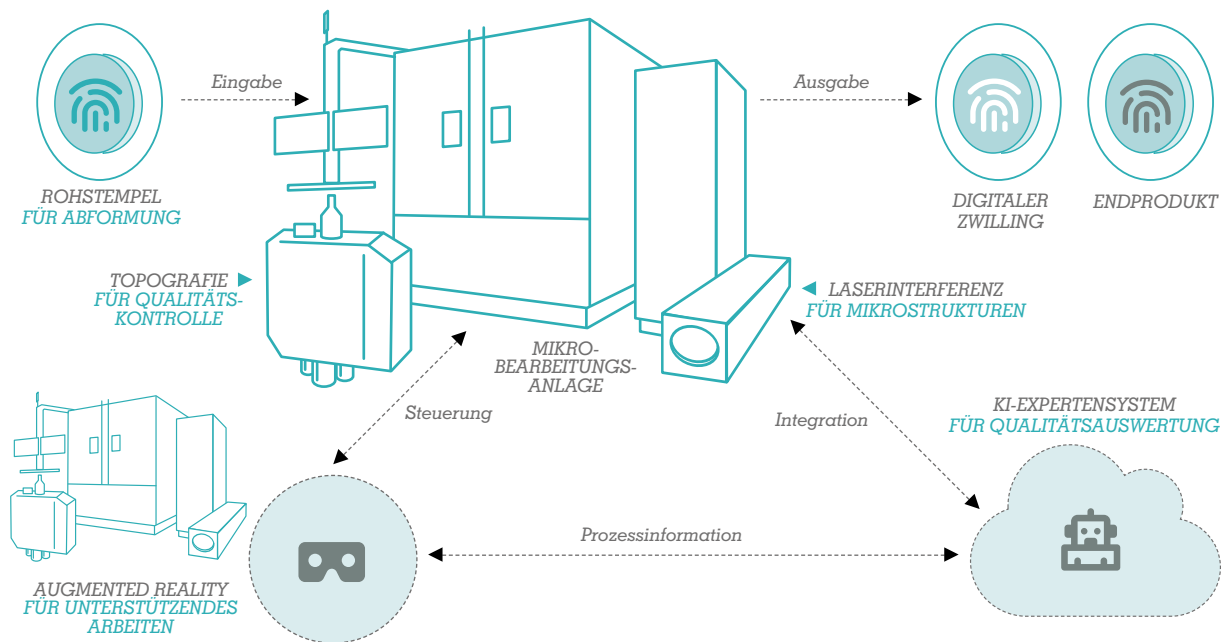 Eingabe
Ausgabe
ROHSTEMPEL
FÜR ABFORMUNG
DIGITALER
ZWILLING
ENDPRODUKT
TOPOGRAFIE
FÜR QUALITÄTS-
KONTROLLE
LASERINTERFERENZ
FÜR MIKROSTRUKTUREN
MIKRO-
BEARBEITUNGS-
ANLAGE
Steuerung
Integration
KI-EXPERTENSYSTEM
FÜR QUALITÄTSAUSWERTUNG
Prozessinformation
AUGMENTED REALITY
FÜR UNTERSTÜTZENDES
ARBEITEN